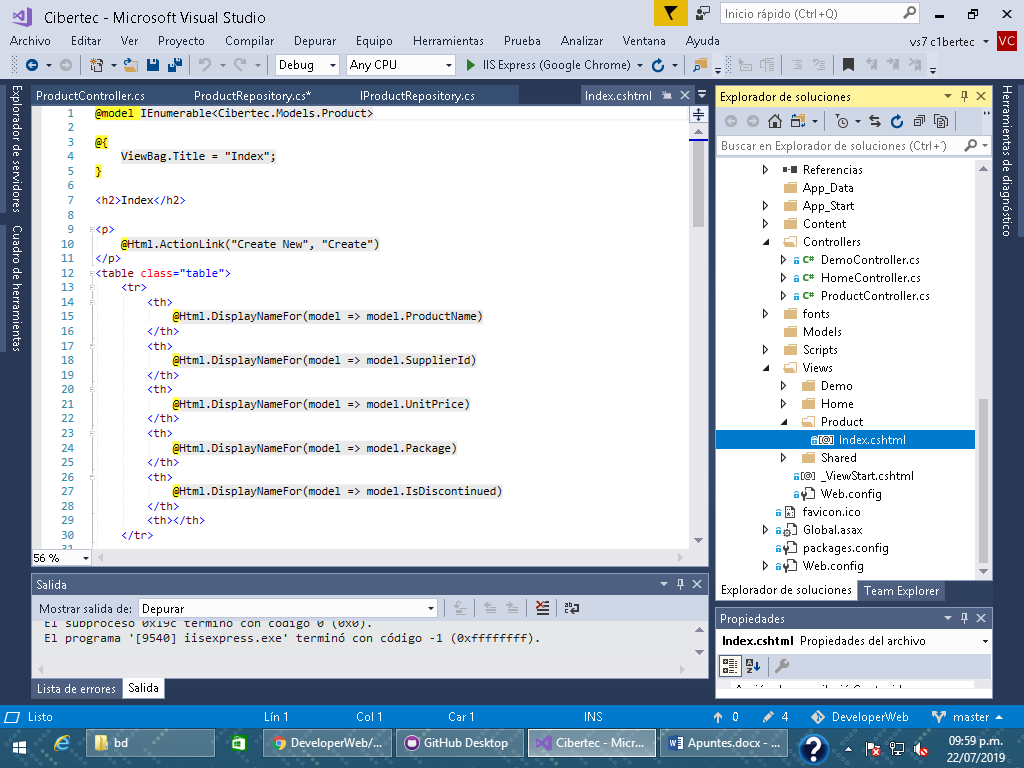 Cibertec - Microsoft Visual Studio
Inicio rápido (Ctrl+Q)
Archivo Editar Ver Proyecto Compilar Depurar Equipo Herramientas Prueba Analizar Ventana Ayuda
vs7 c1bertec VC
Debug Any CPU IIS Express (Google Chrome)
Explorador de servidores
Cuadro de herramientas
ProductController.cs ProductRepository.cs* IProductRepository.cs Index.cshtml
1 @model IEnumerable<Cibertec.Models.Product>
2
3 @{
4 ViewBag.Title = "Index";
5 }
6
7 <h2>Index</h2>
8
9 <p>
10 @Html.ActionLink("Create New", "Create")
11 </p>
12 <table class="table">
13 <tr>
14 <th>
15 @Html.DisplayNameFor(model => model.ProductName)
16 </th>
17 <th>
18 @Html.DisplayNameFor(model => model.SupplierId)
19 </th>
20 <th>
21 @Html.DisplayNameFor(model => model.UnitPrice)
22 </th>
23 <th>
24 @Html.DisplayNameFor(model => model.Package)
25 </th>
26 <th>
27 @Html.DisplayNameFor(model => model.IsDiscontinued)
28 </th>
29 <th></th>
30 </tr>
31
56 %
Salida
Mostrar salida de: Depurar
El subproceso 0x19c terminó con código 0 (0x0).
El programa '[9540] iisexpress.exe' terminó con código -1 (0xffffffff).
Lista de errores Salida
Explorador de soluciones
Buscar en Explorador de soluciones (Ctrl+´)
Referencias
App_Data
App_Start
Content
Controllers
C# DemoController.cs
C# HomeController.cs
C# ProductController.cs
fonts
Models
Scripts
Views
Demo
Home
Product
[@] Index.cshtml
Shared
[@] _ViewStart.cshtml
Web.config
favicon.ico
Global.asax
packages.config
Web.config
Explorador de soluciones Team Explorer
Propiedades
Index.cshtml Propiedades del archivo
Herramientas de diagnóstico
Listo Lín 1 Col 1 Car 1 INS 0 4 DeveloperWeb master
bd DeveloperWeb/... GitHub Desktop Cibertec - Micr... Apuntes.docx - ...
09:59 p.m.
22/07/2019